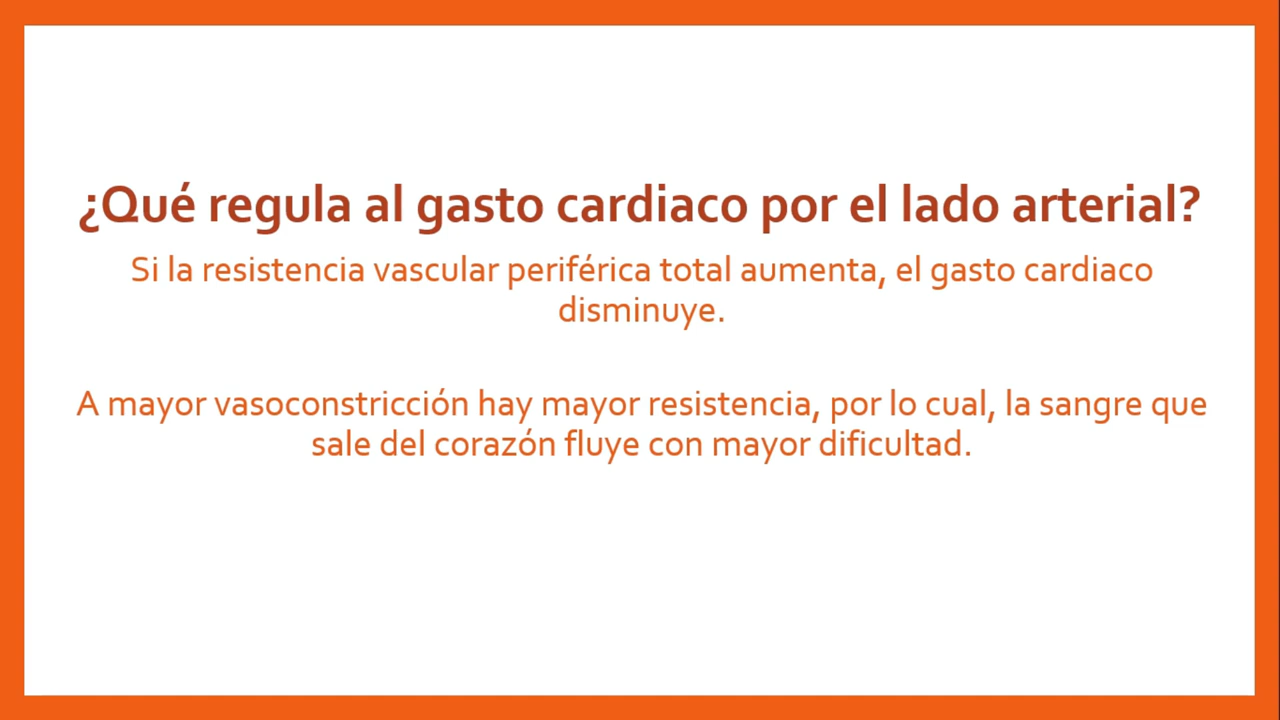 ¿Qué regula al gasto cardiaco por el lado arterial?
Si la resistencia vascular periférica total aumenta, el gasto cardiaco
disminuye.
A mayor vasoconstricción hay mayor resistencia, por lo cual, la sangre que
sale del corazón fluye con mayor dificultad.